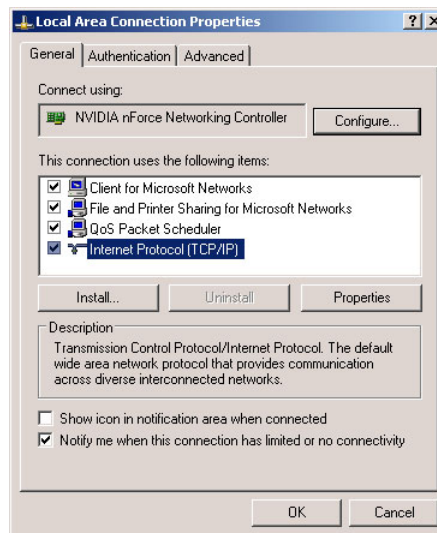 Local Area Connection Properties
General Authentication Advanced
Connect using:
NVIDIA nForce Networking Controller Configure...
This connection uses the following items:
Client for Microsoft Networks
File and Printer Sharing for Microsoft Networks
QoS Packet Scheduler
Internet Protocol (TCP/IP)
Install... Uninstall Properties
Description
Transmission Control Protocol/Internet Protocol. The default
wide area network protocol that provides communication
across diverse interconnected networks.
Show icon in notification area when connected
Notify me when this connection has limited or no connectivity
OK Cancel